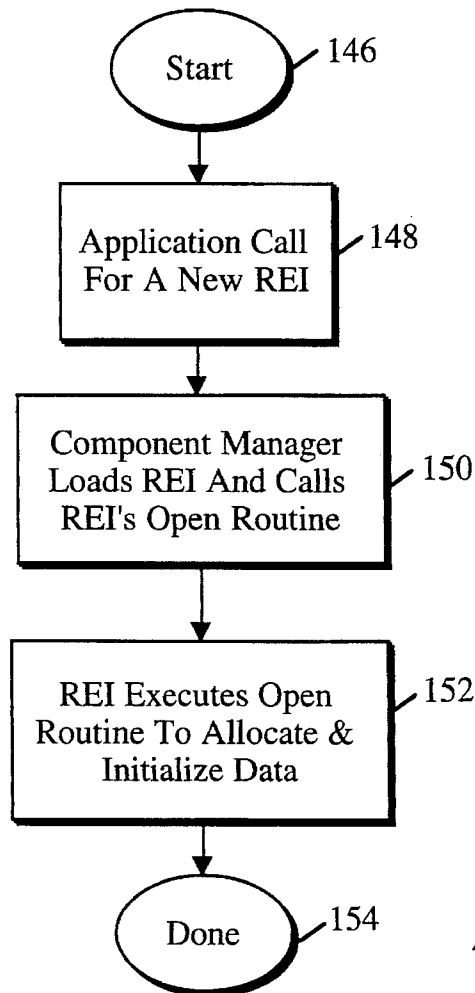 Start
146
Application Call
For A New REI
148
Component Manager
Loads REI And Calls
REI's Open Routine
150
REI Executes Open
Routine To Allocate &
Initialize Data
152
Done
154